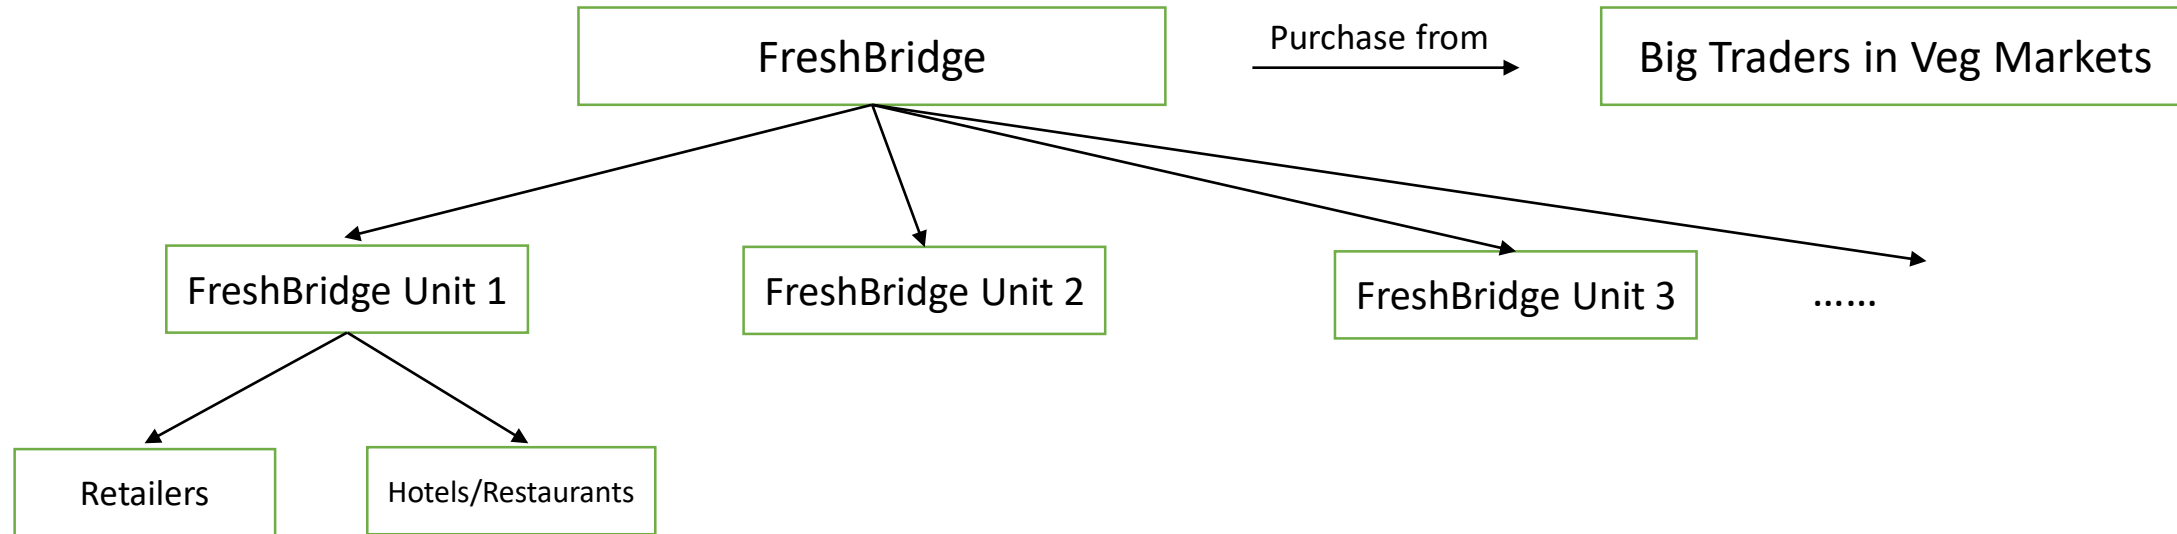 FreshBridge
Purchase from
Big Traders in Veg Markets
FreshBridge Unit 1
FreshBridge Unit 2
FreshBridge Unit 3
......
Retailers
Hotels/Restaurants